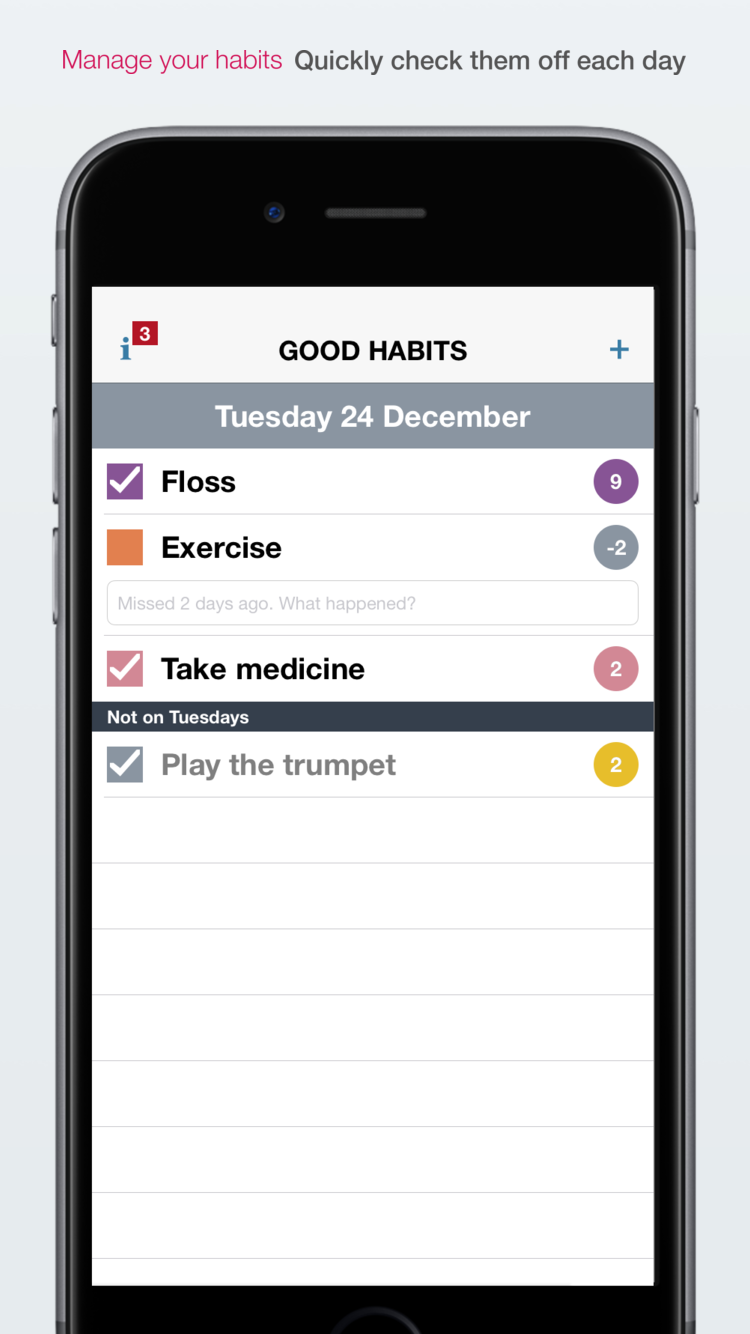 Manage your habits Quickly check them off each day
i 3
GOOD HABITS
+
Tuesday 24 December
Floss 9
Exercise -2
Missed 2 days ago. What happened?
Take medicine 2
Not on Tuesdays
Play the trumpet 2